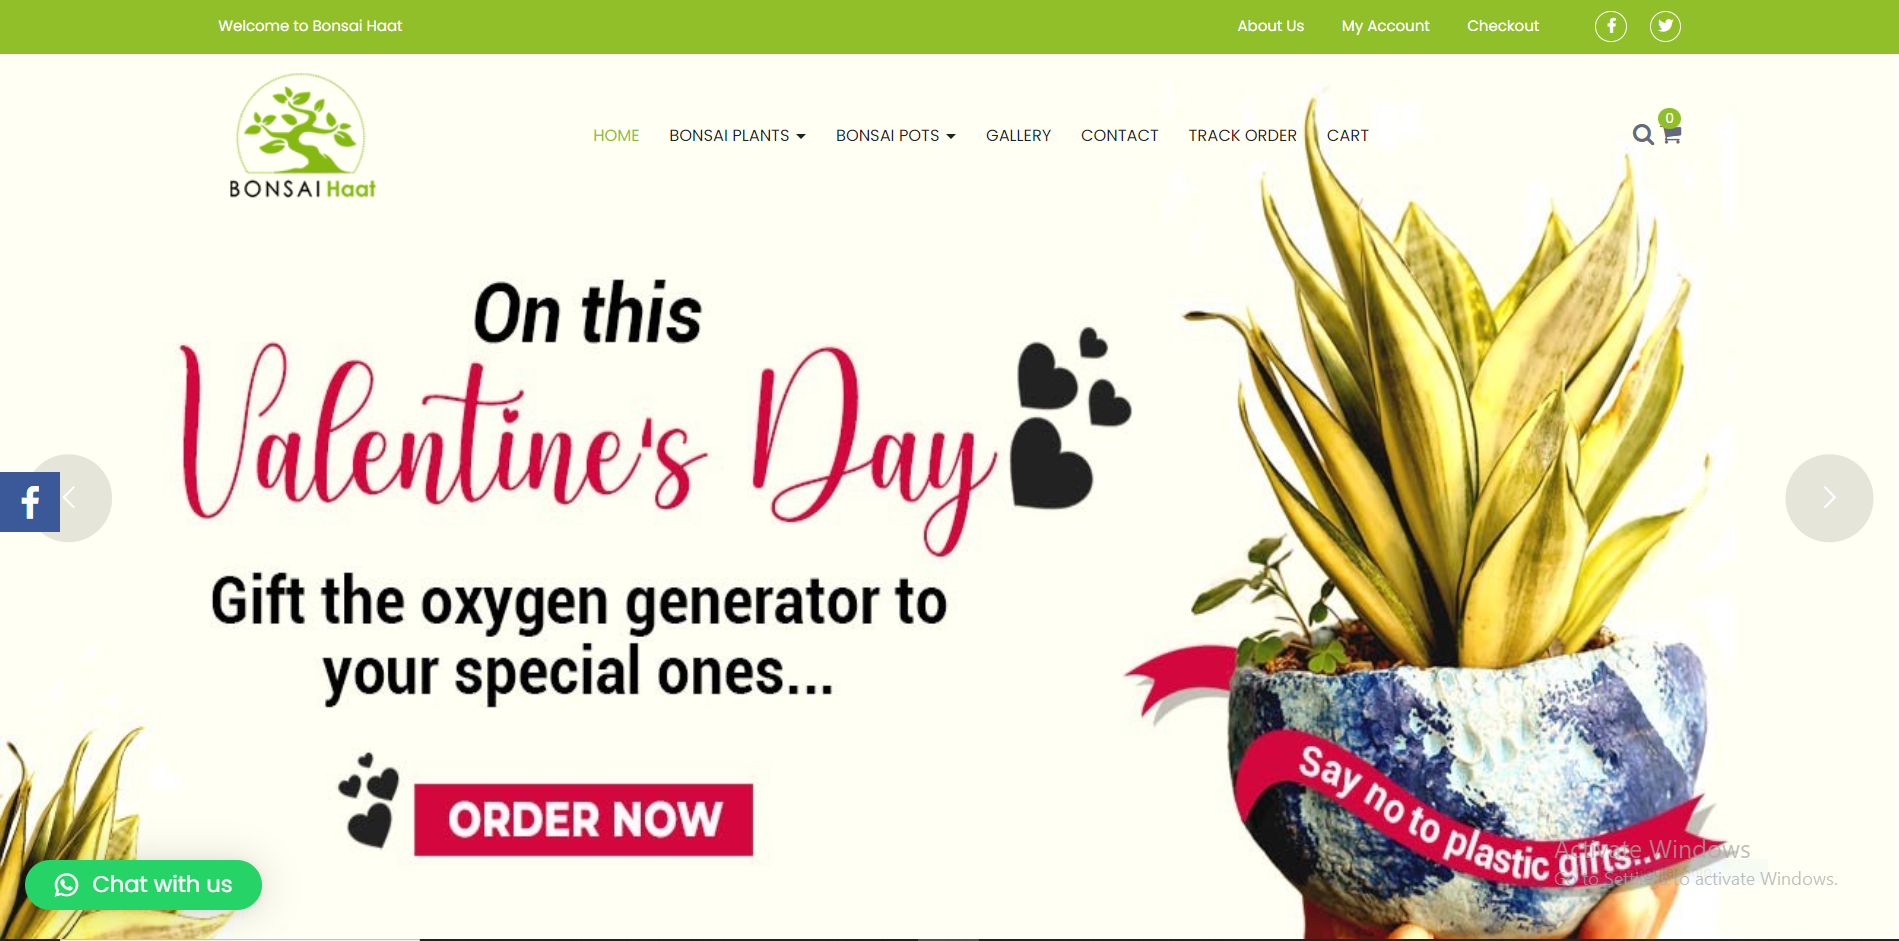 Welcome to Bonsai Haat
About Us My Account Checkout
BONSAI Haat
HOME BONSAI PLANTS BONSAI POTS GALLERY CONTACT TRACK ORDER CART
0
On this
Valentine's Day
Gift the oxygen generator to
your special ones...
ORDER NOW
Say no to plastic gifts...
Chat with us
Activate Windows
Go to Settings to activate Windows.